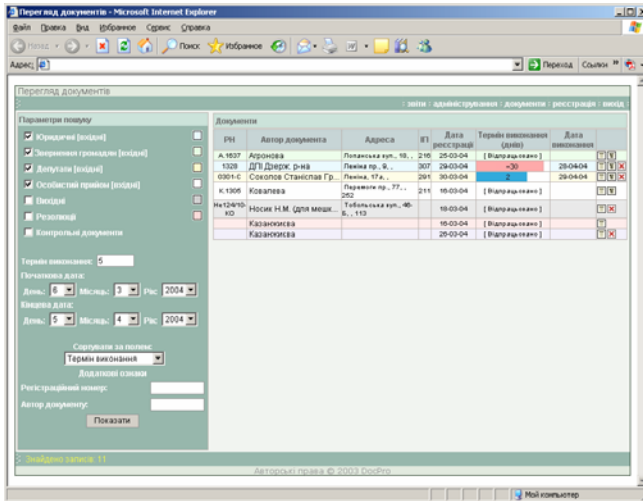 Перегляд документів - Microsoft Internet Explorer
Файл Правка Вид Избранное Сервис Справка
Назад Поиск Избранное
Адрес: Переход Ссылки
Перегляд документів
: звіти : адміністрування : документи : реєстрація : вихід :
Параметри пошуку
Юридичні [вхідні]
Звернення громадян [вхідні]
Депутати [вхідні]
Особистий прийом [вхідні]
Вихідні
Резолюції
Контрольні документи
Термін виконання: 5
Початкова дата:
День: 6 Місяць: 3 Рік: 2004
Кінцева дата:
День: 5 Місяць: 4 Рік: 2004
Сортувати за полем:
Термін виконання
Додаткові ознаки
Реєстраційний номер:
Автор документу:
Показати
Документи
РН Автор документа Адреса Дата реєстрації Термін виконання (днів) Дата виконання
А.1637 Агронова 18, , 216 25-03-04 [ Відпрацьовано ]
1328 ДПІ Дзерж. р-на Леніна пр., 9, , 307 29-03-04 -30 28-04-04
0301-С Соколов Станіслав Гр... Леніна, 17а, , 291 30-03-04 2 29-04-04
К.1306 Ковалева Перемоги пр., 77, , 252 211 16-03-04 [ Відпрацьовано ]
Не124/10-КО Носик Н.М. (для мешк... Тобольська вул., 46-Б, , 113 18-03-04 [ Відпрацьовано ]
Казанжиєва 16-03-04 [ Відпрацьовано ]
Казанжиєва 26-03-04 [ Відпрацьовано ]
Знайдено записів: 11
Авторські права © 2003 DocPro
Мой компьютер